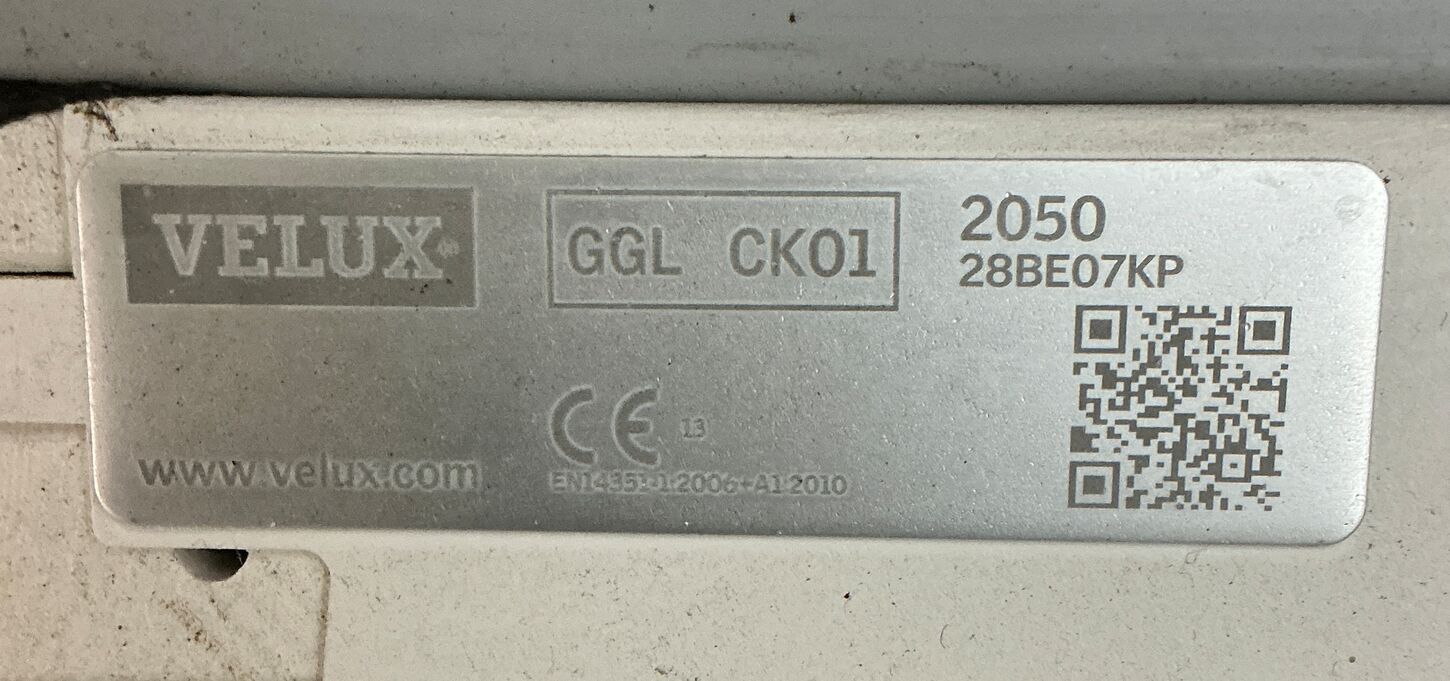 VELUX
GGL CK01
2050
28BE07KP
CE 13
www.velux.com
EN14351-1:2006+A1:2010